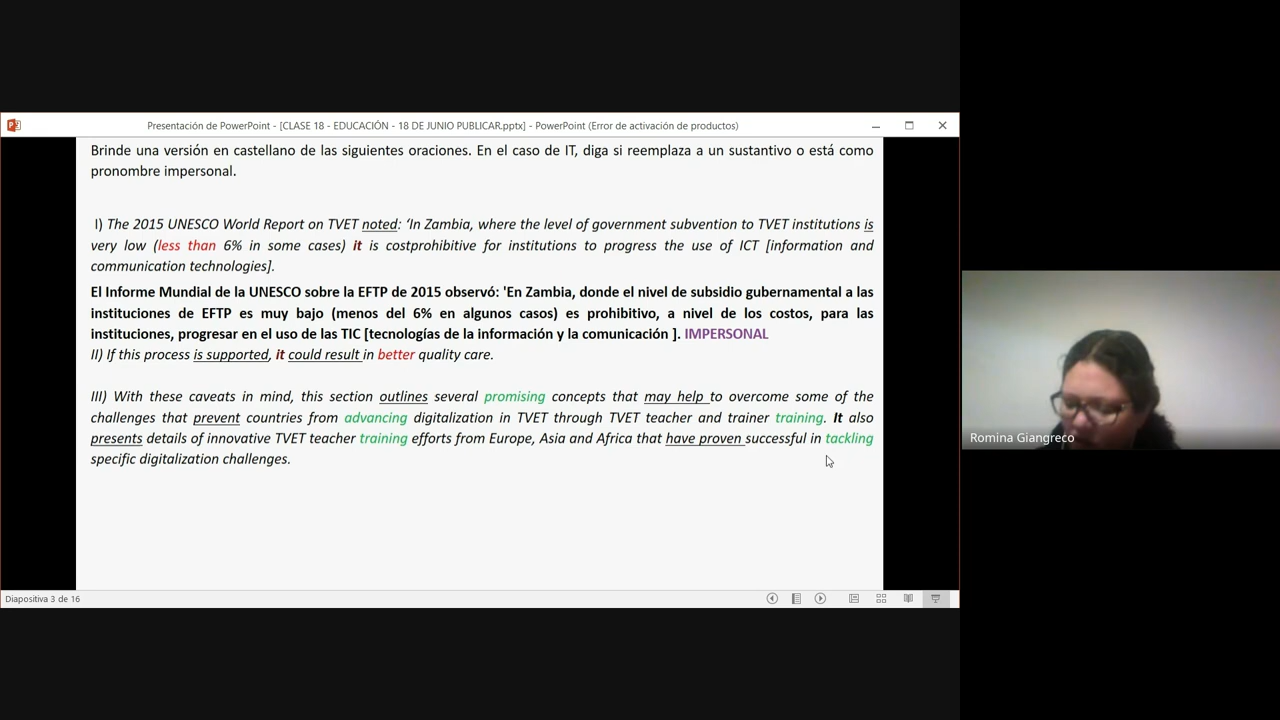 Presentación de PowerPoint - [CLASE 18 - EDUCACIÓN - 18 DE JUNIO PUBLICAR.pptx] - PowerPoint (Error de activación de productos)
Brinde una versión en castellano de las siguientes oraciones. En el caso de IT, diga si reemplaza a un sustantivo o está como
pronombre impersonal.
I) The 2015 UNESCO World Report on TVET noted: ‘In Zambia, where the level of government subvention to TVET institutions is
very low (less than 6% in some cases) it is costprohibitive for institutions to progress the use of ICT [information and
communication technologies].
El Informe Mundial de la UNESCO sobre la EFTP de 2015 observó: 'En Zambia, donde el nivel de subsidio gubernamental a las
instituciones de EFTP es muy bajo (menos del 6% en algunos casos) es prohibitivo, a nivel de los costos, para las
instituciones, progresar en el uso de las TIC [tecnologías de la información y la comunicación ]. IMPERSONAL
II) If this process is supported, it could result in better quality care.
III) With these caveats in mind, this section outlines several promising concepts that may help to overcome some of the
challenges that prevent countries from advancing digitalization in TVET through TVET teacher and trainer training. It also
presents details of innovative TVET teacher training efforts from Europe, Asia and Africa that have proven successful in tackling
specific digitalization challenges.
Romina Giangreco
Diapositiva 3 de 16